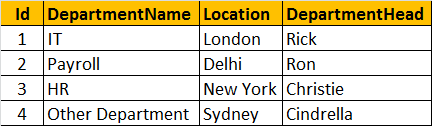 Id DepartmentName Location DepartmentHead
1 IT London Rick
2 Payroll Delhi Ron
3 HR New York Christie
4 Other Department Sydney Cindrella